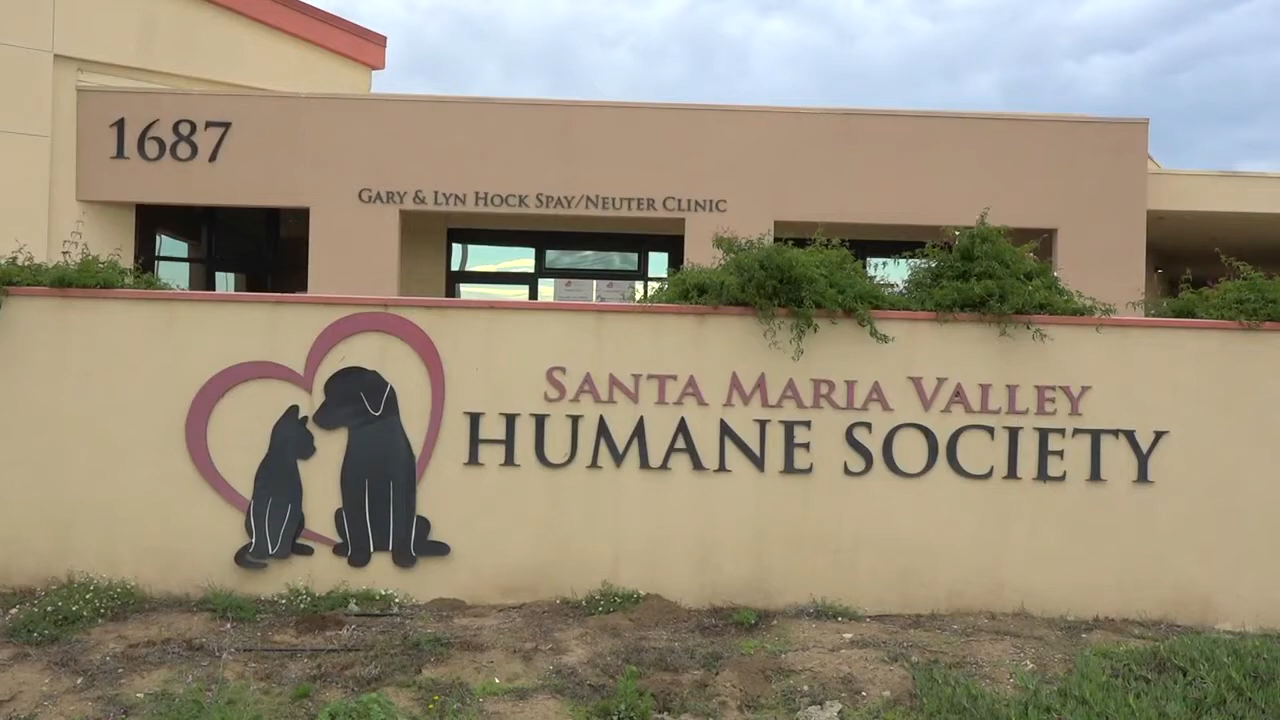 1687
GARY & LYN HOCK SPAY/NEUTER CLINIC
SANTA MARIA VALLEY
HUMANE SOCIETY